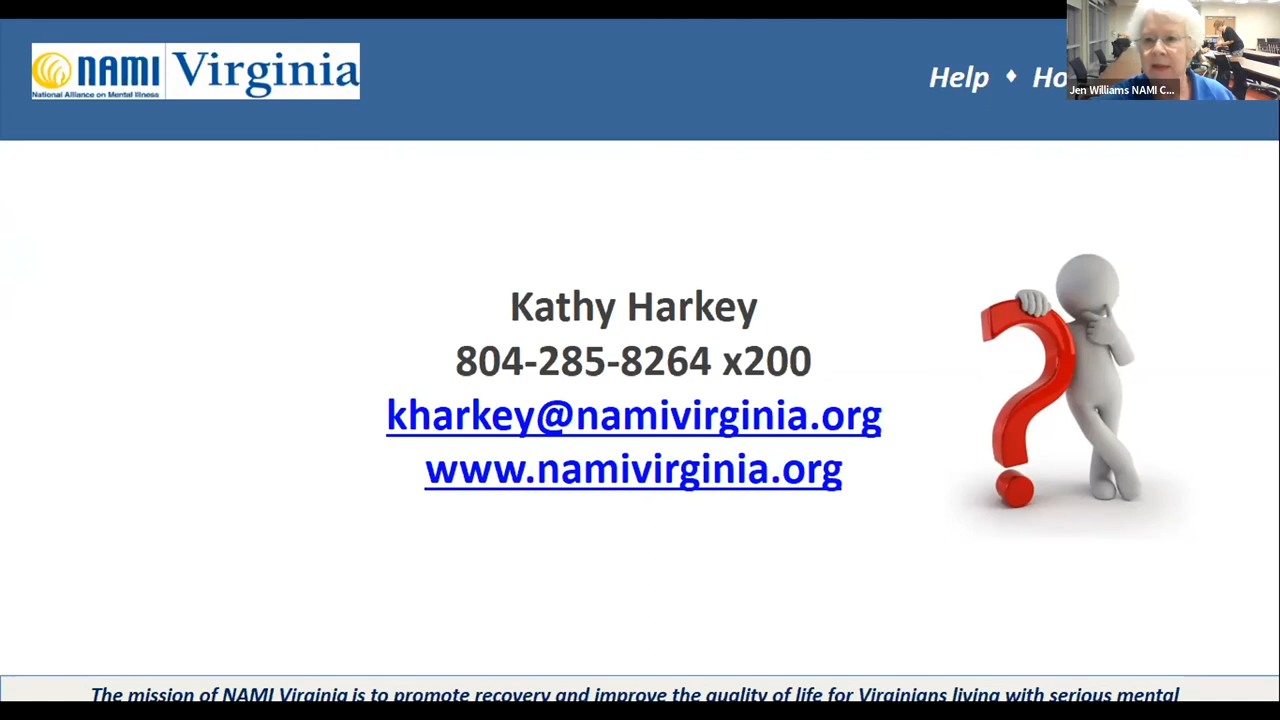 NAMI Virginia
National Alliance on Mental Illness
Help ♦ Ho
Jen Williams NAMI C...
Kathy Harkey
804-285-8264 x200
kharkey@namivirginia.org
www.namivirginia.org
The mission of NAMI Virginia is to promote recovery and improve the quality of life for Virginians living with serious mental